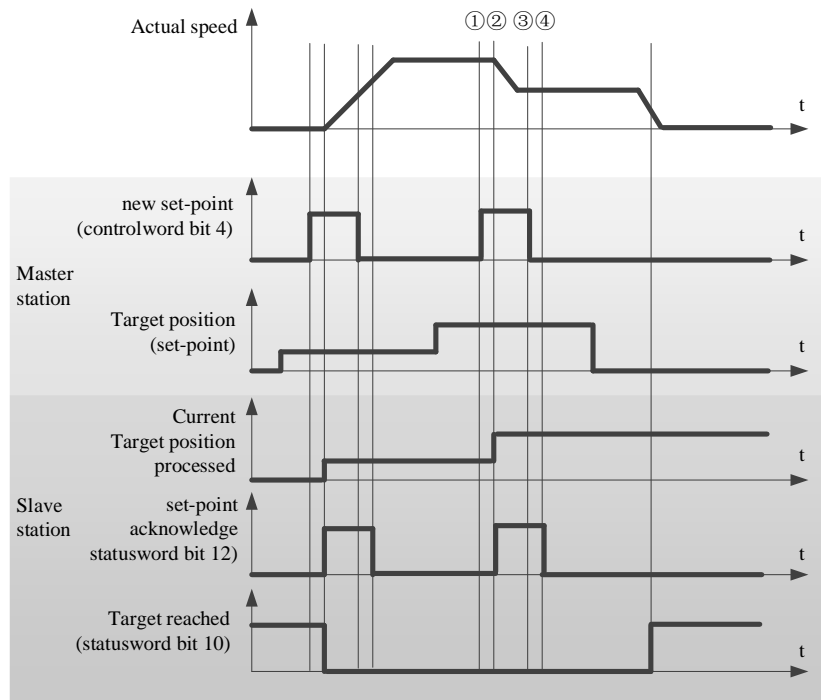 Actual speed
①② ③④
t
new set-point
(controlword bit 4)
t
Master
station
Target position
(set-point)
t
Current
Target position
processed
t
Slave
station
set-point
acknowledge
statusword bit 12)
t
Target reached
(statusword bit 10)
t